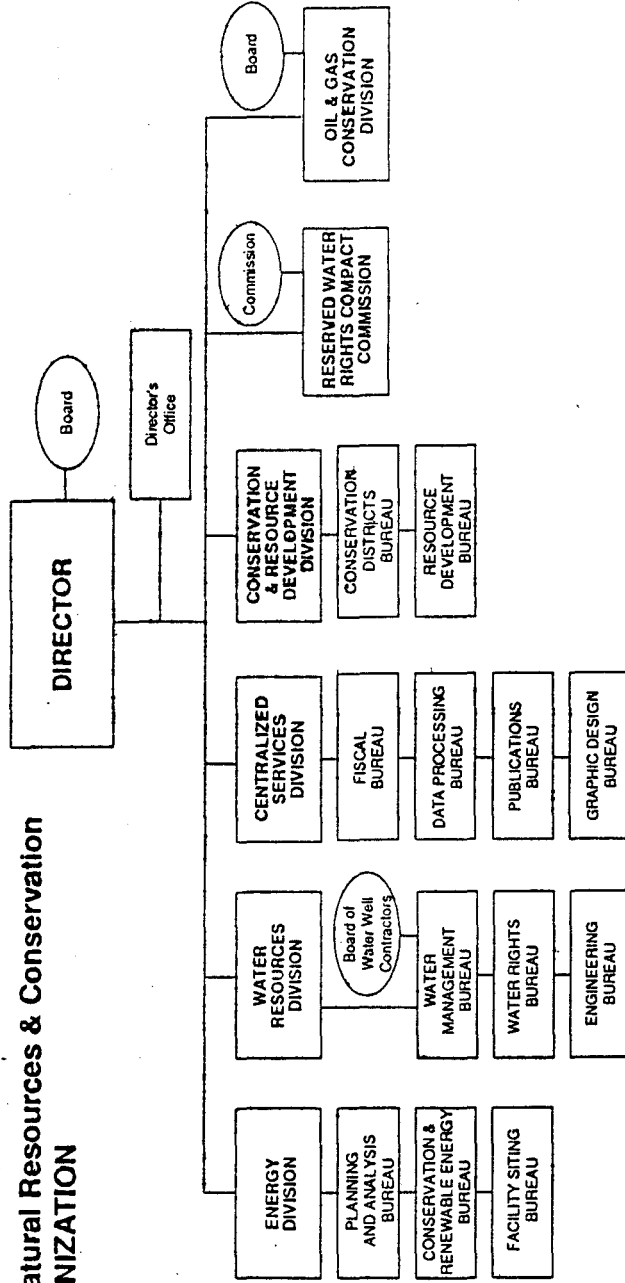 atural Resources & Conservation
NIZATION
DIRECTOR
Board
Director's
Office
ENERGY
DIVISION
PLANNING
AND ANALYSIS
BUREAU
CONSERVATION &
RENEWABLE ENERGY
BUREAU
FACILITY SITING
BUREAU
WATER
RESOURCES
DIVISION
Board of
Water Well
Contractors
WATER
MANAGEMENT
BUREAU
WATER RIGHTS
BUREAU
ENGINEERING
BUREAU
CENTRALIZED
SERVICES
DIVISION
FISCAL
BUREAU
DATA PROCESSING
BUREAU
PUBLICATIONS
BUREAU
GRAPHIC DESIGN
BUREAU
CONSERVATION
& RESOURCE
DEVELOPMENT
DIVISION
CONSERVATION
DISTRICTS
BUREAU
RESOURCE
DEVELOPMENT
BUREAU
Commission
RESERVED WATER
RIGHTS COMPACT
COMMISSION
Board
OIL & GAS
CONSERVATION
DIVISION